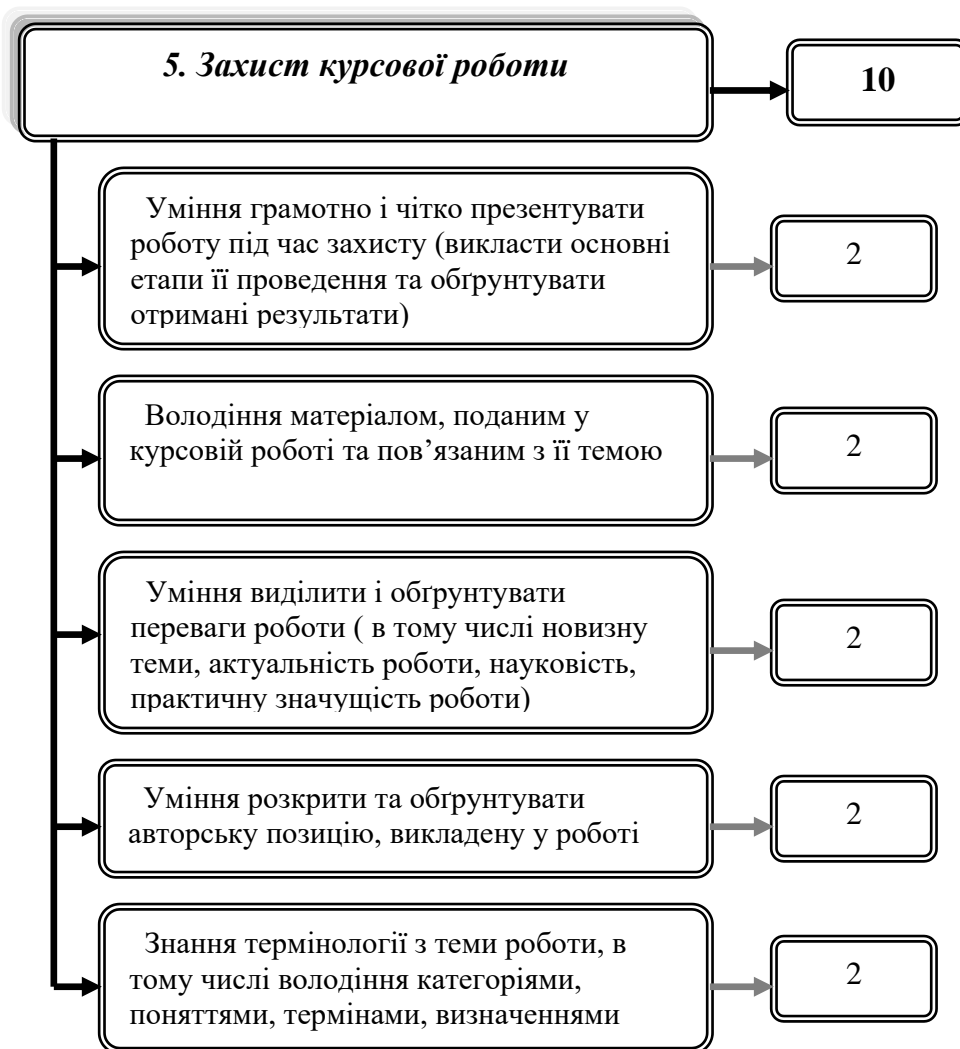 5. Захист курсової роботи
10
Уміння грамотно і чітко презентувати
роботу під час захисту (викласти основні
етапи її проведення та обґрунтувати
отримані результати)
2
Володіння матеріалом, поданим у
курсовій роботі та пов’язаним з її темою
2
Уміння виділити і обґрунтувати
переваги роботи ( в тому числі новизну
теми, актуальність роботи, науковість,
практичну значущість роботи)
2
Уміння розкрити та обґрунтувати
авторську позицію, викладену у роботі
2
Знання термінології з теми роботи, в
тому числі володіння категоріями,
поняттями, термінами, визначеннями
2